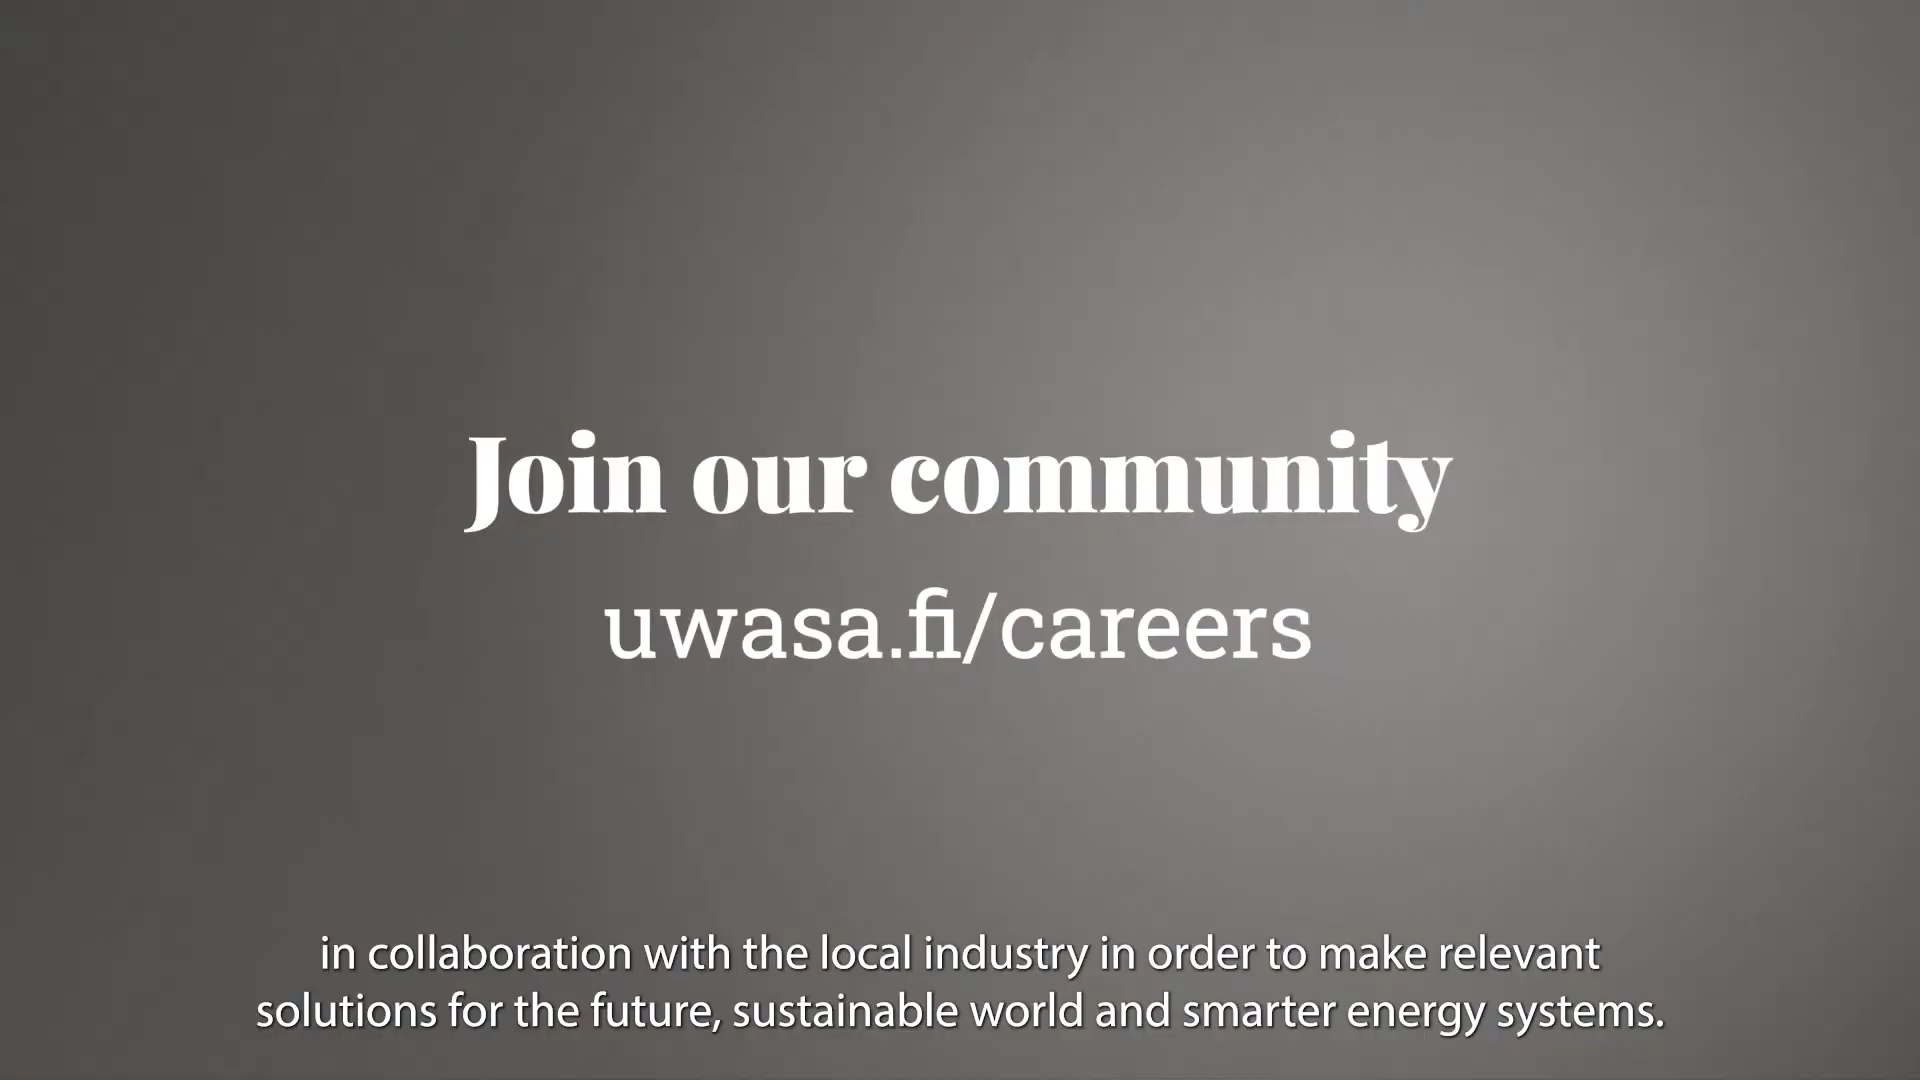 Join our community
uwasa.fi/careers
in collaboration with the local industry in order to make relevant
solutions for the future, sustainable world and smarter energy systems.